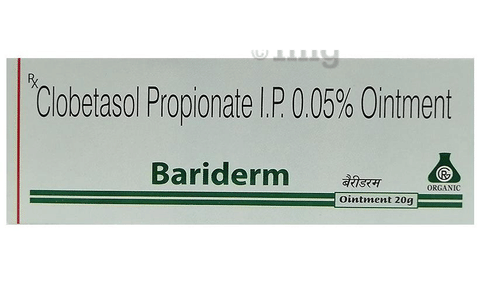 Rx Clobetasol Propionate I.P. 0.05% Ointment
Bariderm
बैरीडरम
Ointment 20g
ORGANIC